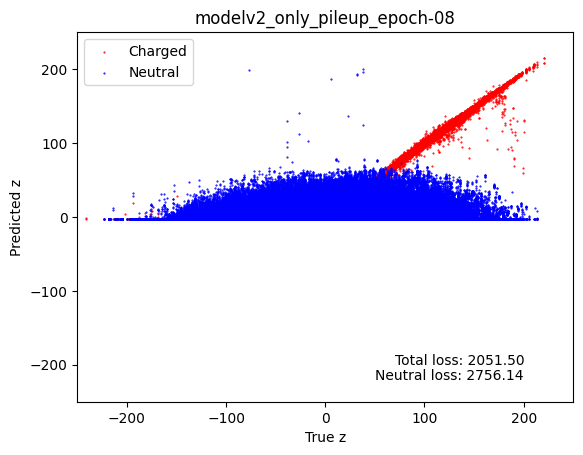 modelv2_only_pileup_epoch-08
Charged
Neutral
Predicted z
200
100
0
−100
−200
Total loss: 2051.50
Neutral loss: 2756.14
−200
−100
0
100
200
True z